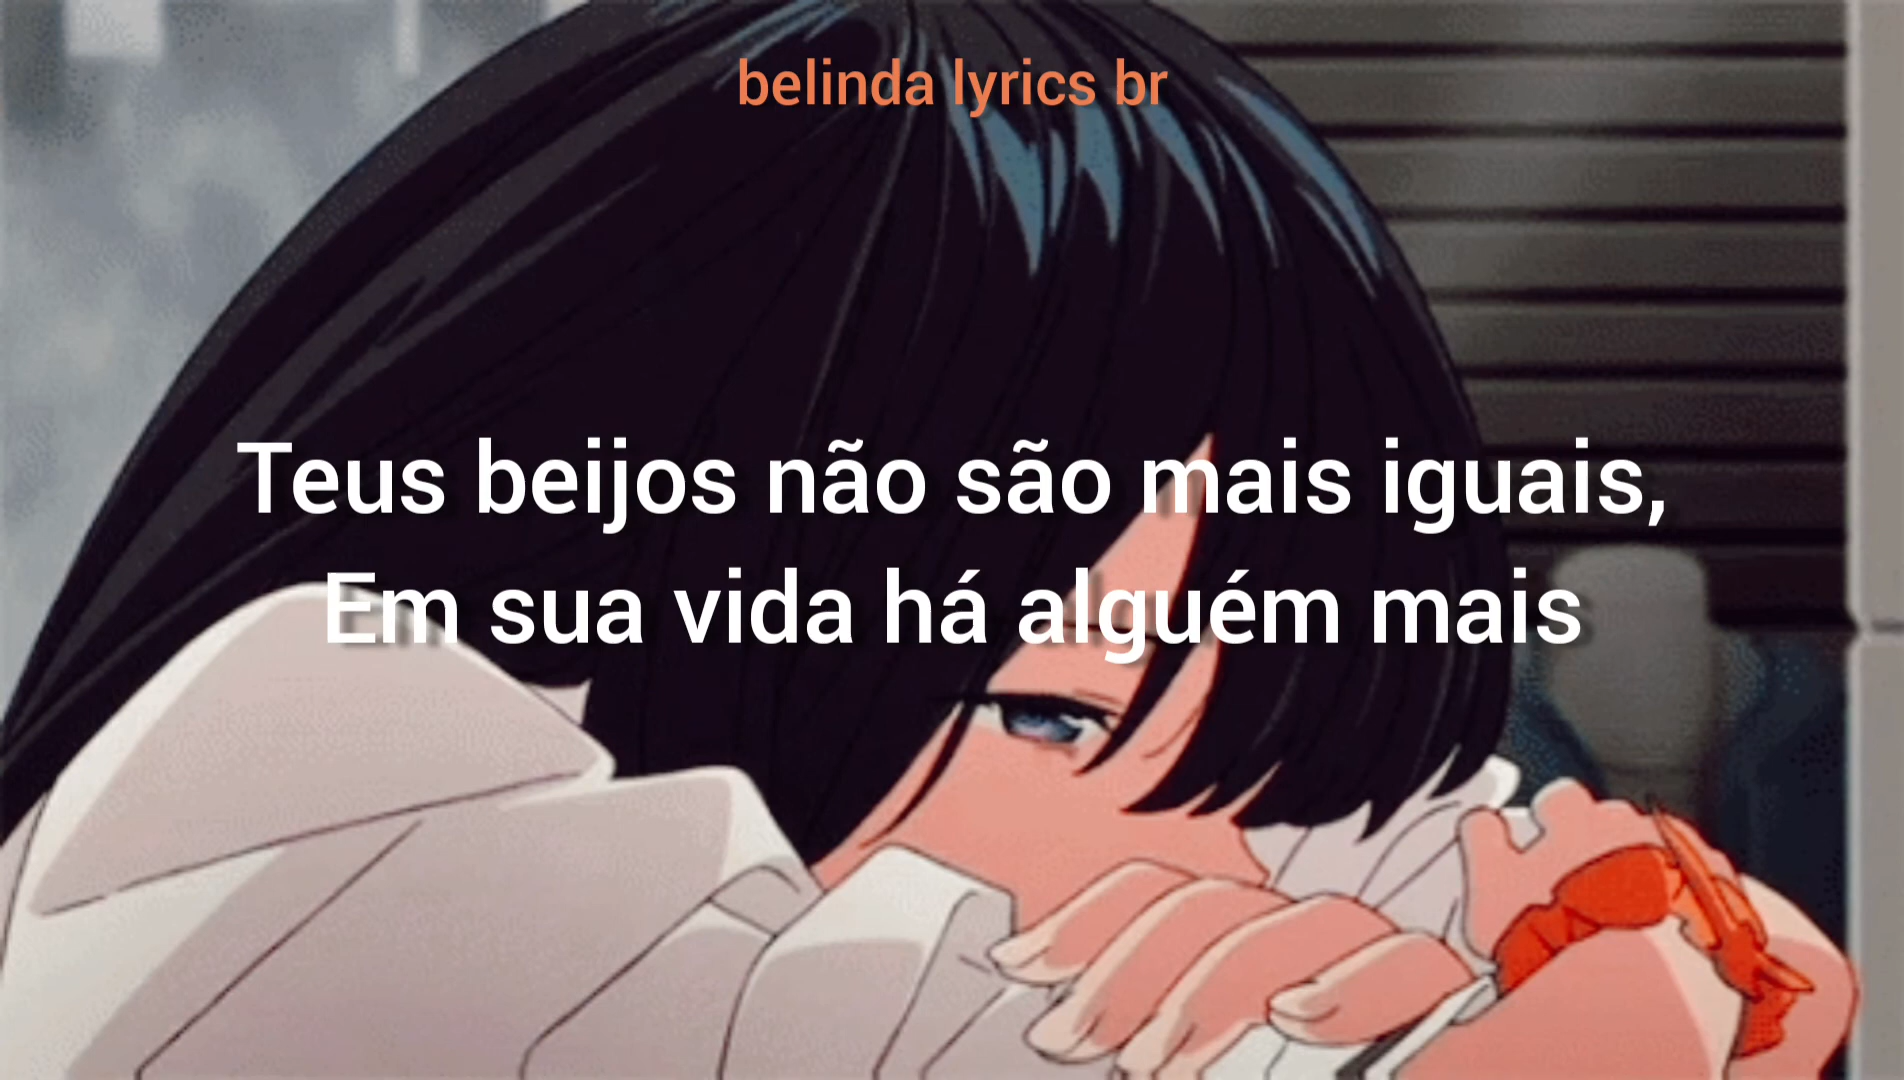 belinda lyrics br
Teus beijos não são mais iguais,
Em sua vida há alguém mais